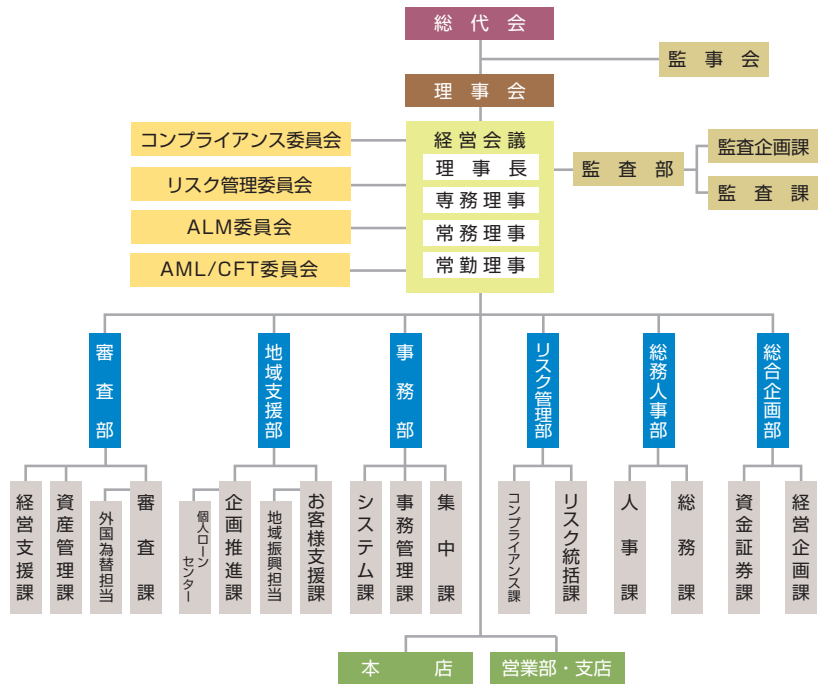 総代会
監事会
理事会
コンプライアンス委員会
リスク管理委員会
ALM委員会
AML/CFT委員会
経営会議
理事長
専務理事
常務理事
常勤理事
監査部
監査企画課
監査課
審査部
地域支援部
事務部
リスク管理部
総務人事部
総合企画部
経営支援課
資産管理課
外国為替担当
審査課
個人ローン
センター
企画推進課
地域振興担当
お客様支援課
システム課
事務管理課
集中課
コンプライアンス課
リスク統括課
人事課
総務課
資金証券課
経営企画課
本店
営業部・支店